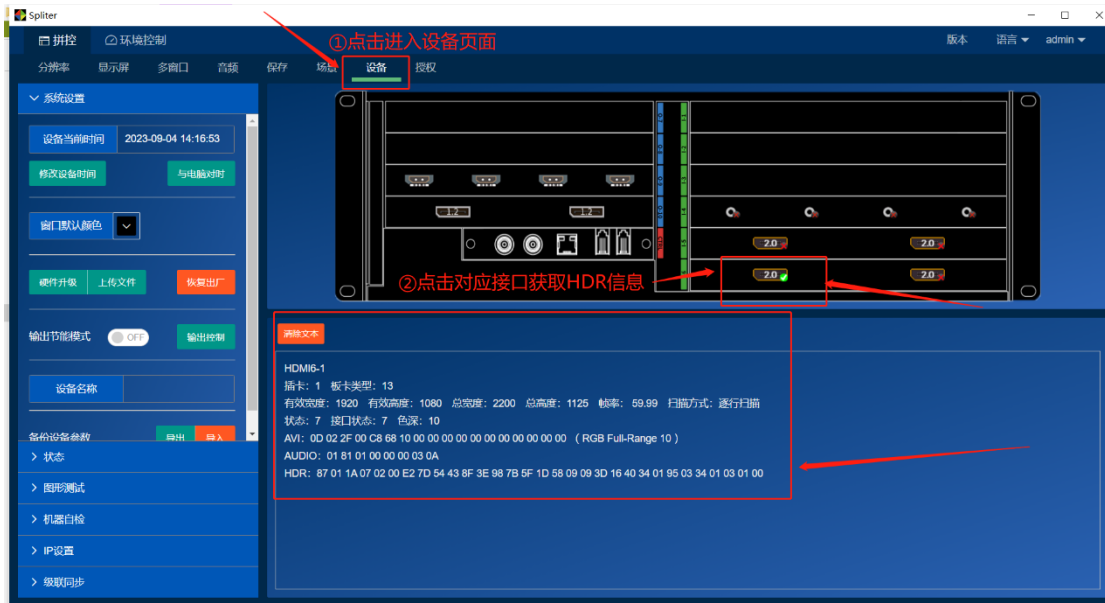 Spliter
拼控 环境控制 版本 语言 admin
①点击进入设备页面
分辨率 显示屏 多窗口 音频 保存 场景 设备 授权
系统设置
设备当前时间 2023-09-04 14:16:53
修改设备时间 与电脑对时
窗口默认颜色
硬件升级 上传文件 恢复出厂
输出节能模式 OFF 输出控制
设备名称
备份设备参数 导出 导入
状态
图形测试
机器自检
IP设置
级联同步
1.2 1.2
2.0 2.0
2.0 2.0
②点击对应接口获取HDR信息
清除文本
HDMI6-1
插卡：1 板卡类型：13
有效宽度：1920 有效高度：1080 总宽度：2200 总高度：1125 帧率：59.99 扫描方式：逐行扫描
状态：7 接口状态：7 色深：10
AVI：0D 02 2F 00 C8 68 10 00 00 00 00 00 00 00 00 00 00 （ RGB Full-Range 10 ）
AUDIO：01 81 01 00 00 00 03 0A
HDR：87 01 1A 07 02 00 E2 7D 54 43 8F 3E 98 7B 5F 1D 58 09 09 3D 16 40 34 01 95 03 34 01 03 01 00